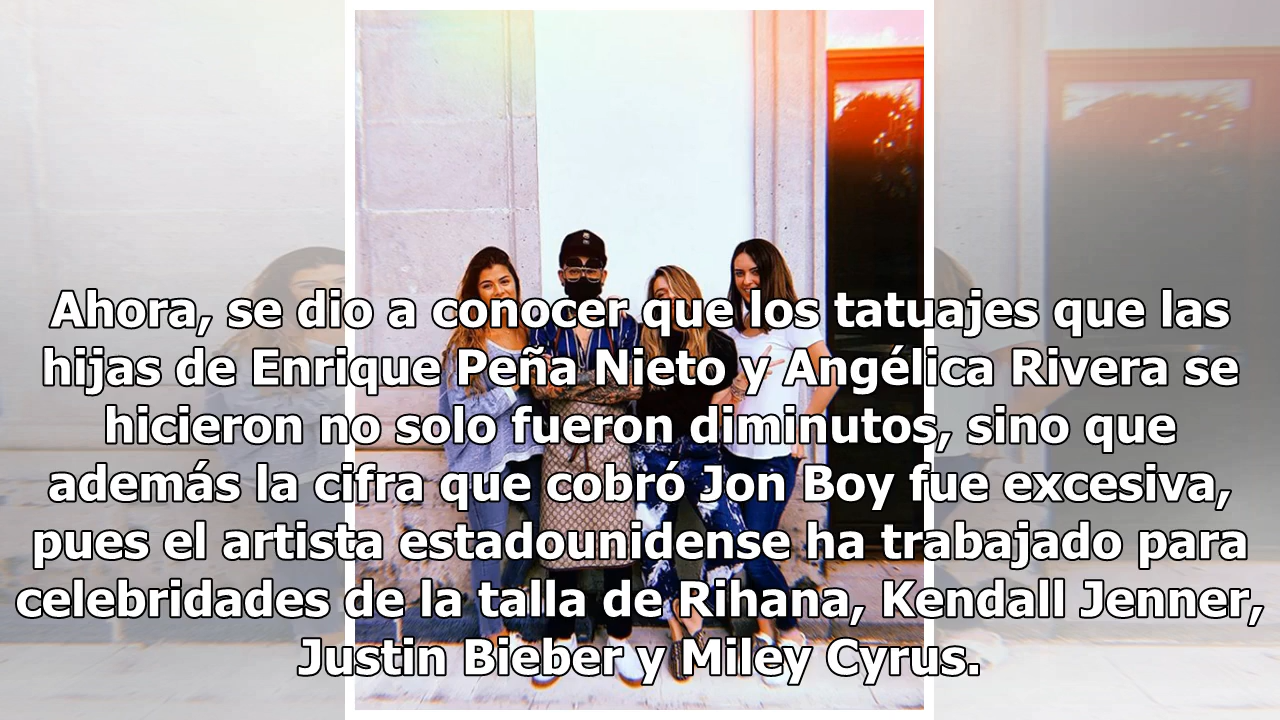 Ahora, se dio a conocer que los tatuajes que las
hijas de Enrique Peña Nieto y Angélica Rivera se
hicieron no solo fueron diminutos, sino que
además la cifra que cobró Jon Boy fue excesiva,
pues el artista estadounidense ha trabajado para
celebridades de la talla de Rihana, Kendall Jenner,
Justin Bieber y Miley Cyrus.